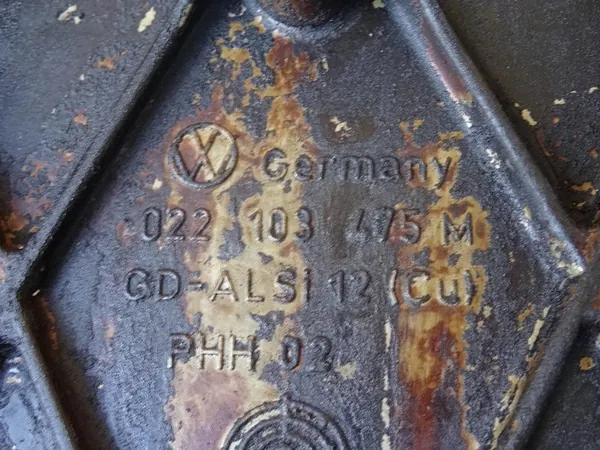 Germany
022 103 475 M
GD-ALSi 12 (Cu)
PHH 02